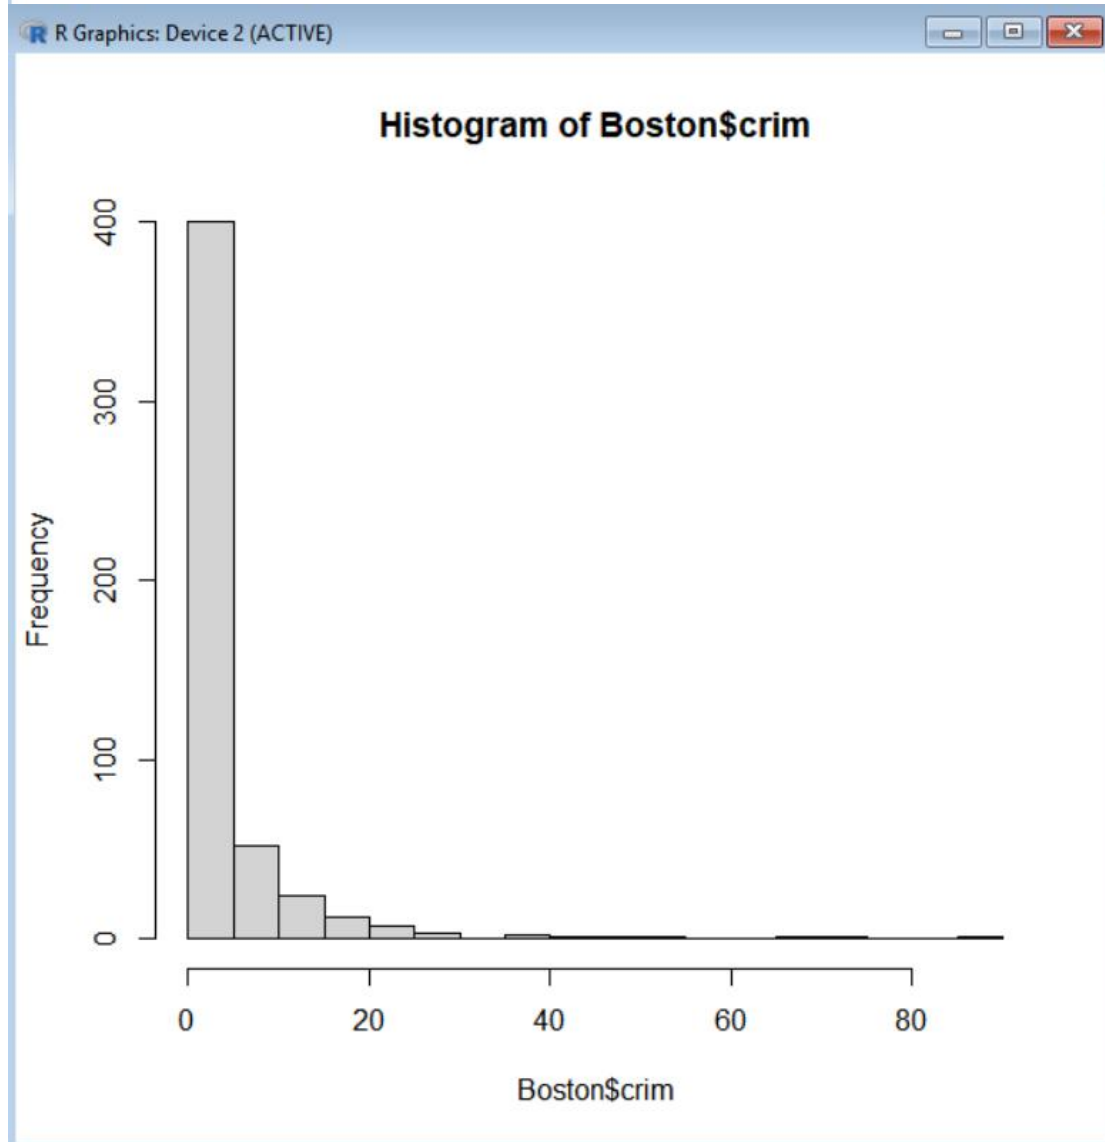 R Graphics: Device 2 (ACTIVE)
Histogram of Boston$crim
400
300
200
100
0
Frequency
0 20 40 60 80
Boston$crim